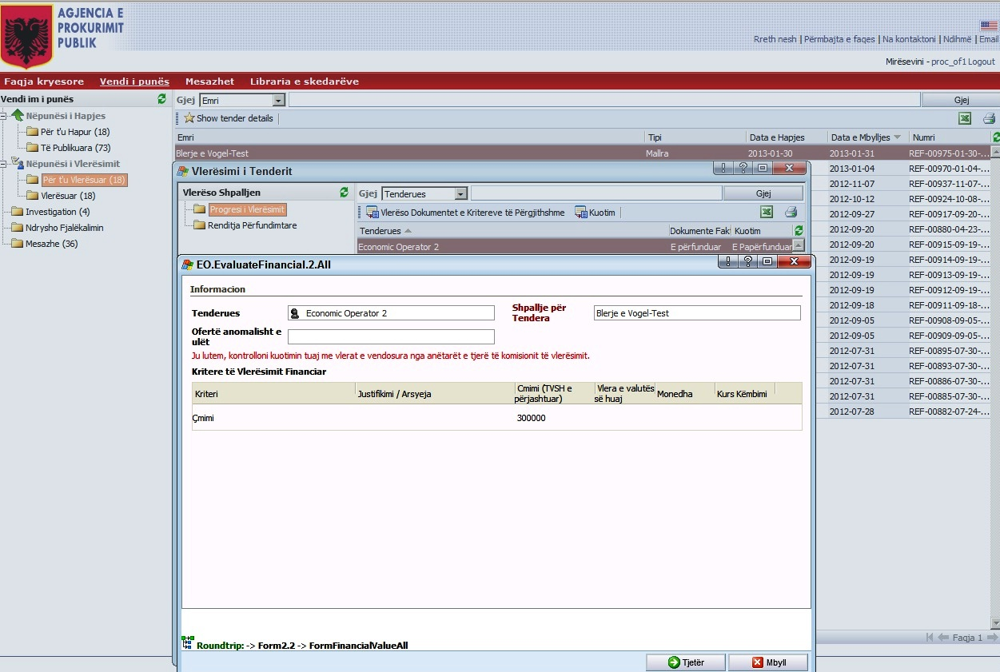 AGJENCIA E
PROKURIMIT
PUBLIK
Rreth nesh | Përmbajta e faqes | Na kontaktoni | Ndihmë | Email
Mirësevini - proc_of1 Logout
Faqja kryesore Vendi i punës Mesazhet Libraria e skedarëve
Vendi im i punës
Nëpunësi i Hapjes
Për t'u Hapur (18)
Të Publikuara (73)
Nëpunësi i Vlerësimit
Për t'u Vlerësuar (18)
Vlerësuar (18)
Investigation (4)
Ndrysho Fjalëkalimin
Mesazhe (36)
Gjej Emri Gjej
Show tender details
Emri Tipi Data e Hapjes Data e Mbylljes Numri
Blerje e Vogel-Test Mallra 2013-01-30 2013-01-31 REF-00975-01-30-...
2013-01-04 REF-00970-01-04-...
2012-11-07 REF-00937-11-07-...
2012-10-12 REF-00924-10-08-...
2012-09-27 REF-00917-09-20-...
2012-09-20 REF-00880-04-23-...
2012-09-20 REF-00915-09-19-...
2012-09-19 REF-00914-09-19-...
2012-09-19 REF-00913-09-19-...
2012-09-19 REF-00912-09-19-...
2012-09-18 REF-00911-09-18-...
2012-09-05 REF-00908-09-05-...
2012-09-05 REF-00909-09-05-...
2012-07-31 REF-00895-07-30-...
2012-07-31 REF-00893-07-30-...
2012-07-31 REF-00886-07-30-...
2012-07-31 REF-00885-07-30-...
2012-07-28 REF-00882-07-24-...
Faqja 1
Vlerësimi i Tenderit
Vlerëso Shpalljen
Progresi i Vlerësimit
Renditja Përfundimtare
Gjej Tenderues Gjej
Vlerëso Dokumentet e Kritereve të Përgjithshme Kuotim
Tenderues Dokumente Fakt Kuotim
Economic Operator 2 E përfunduar E Papërfunduar
EO.EvaluateFinancial.2.All
Informacion
Tenderues Economic Operator 2
Shpallje për
Tendera
Blerje e Vogel-Test
Ofertë anomalisht e
ulët
Ju lutem, kontrolloni kuotimin tuaj me vlerat e vendosura nga anëtarët e tjerë të komisionit të vlerësimit.
Kritere të Vlerësimit Financiar
Kriteri Justifikimi / Arsyeja Cmimi (TVSH e
përjashtuar) Vlera e valutës
së huaj Monedha Kurs Këmbimi
Çmimi 300000
Roundtrip: -> Form2.2 -> FormFinancialValueAll
Tjetër Mbyll